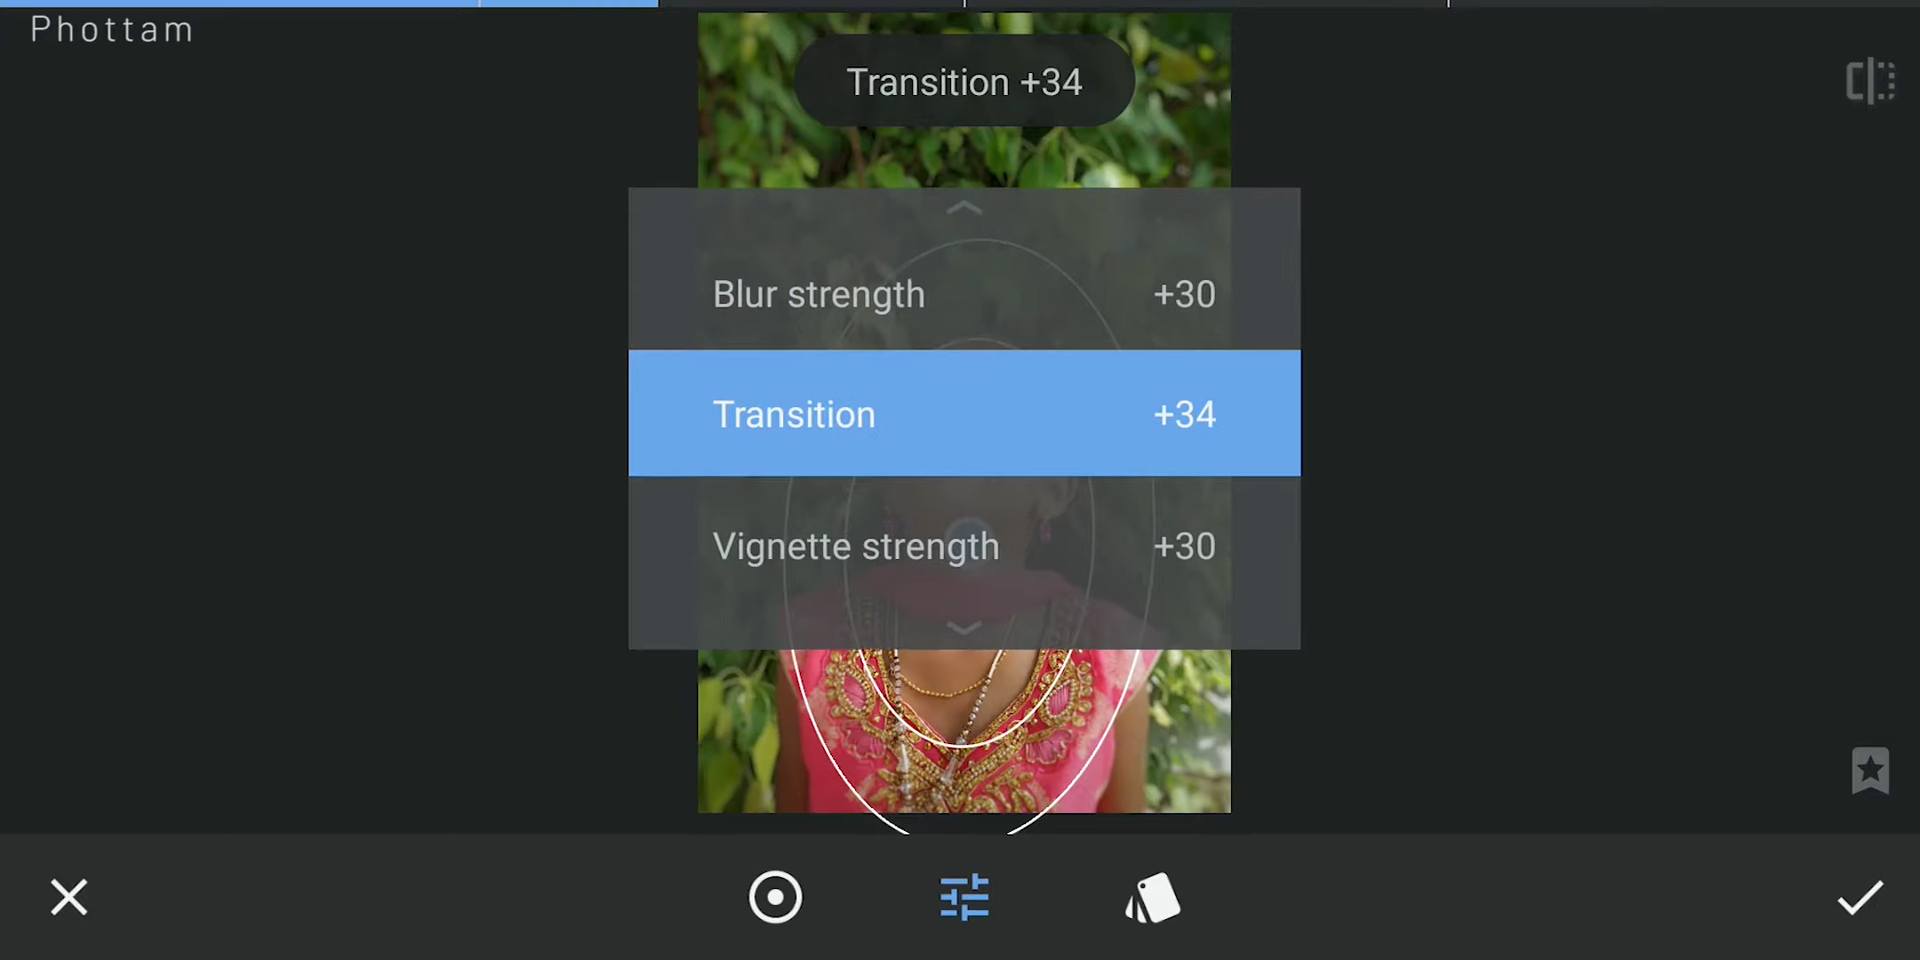 Phottam
Transition +34
Blur strength +30
Transition +34
Vignette strength +30